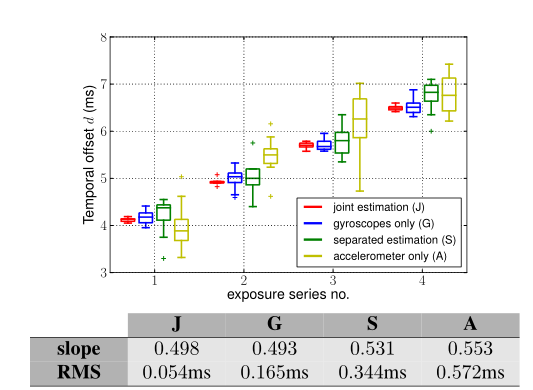 8
7
6
5
4
3
Temporal offset d (ms)
1 2 3 4
exposure series no.
joint estimation (J)
gyroscopes only (G)
separated estimation (S)
accelerometer only (A)
J G S A
slope 0.498 0.493 0.531 0.553
RMS 0.054ms 0.165ms 0.344ms 0.572ms